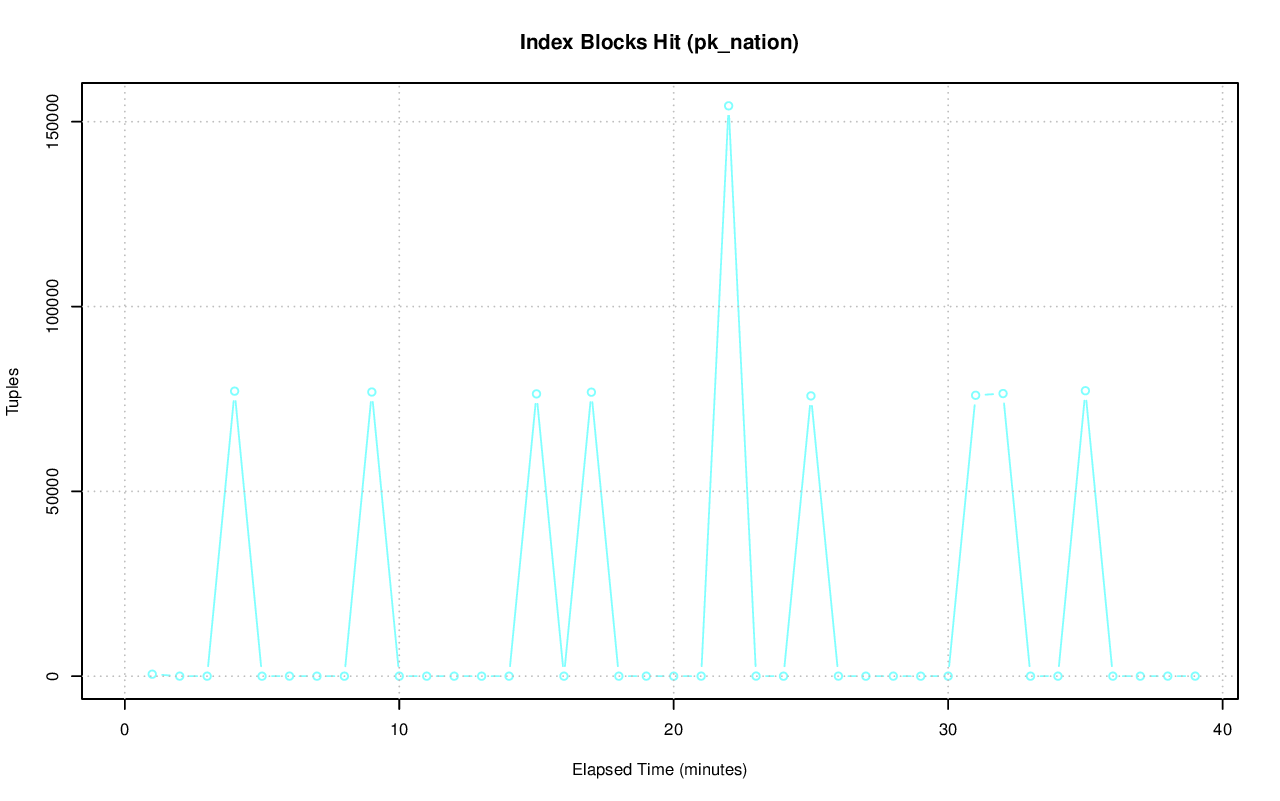 Index Blocks Hit (pk_nation)
150000
100000
50000
0
Tuples
0 10 20 30 40
Elapsed Time (minutes)